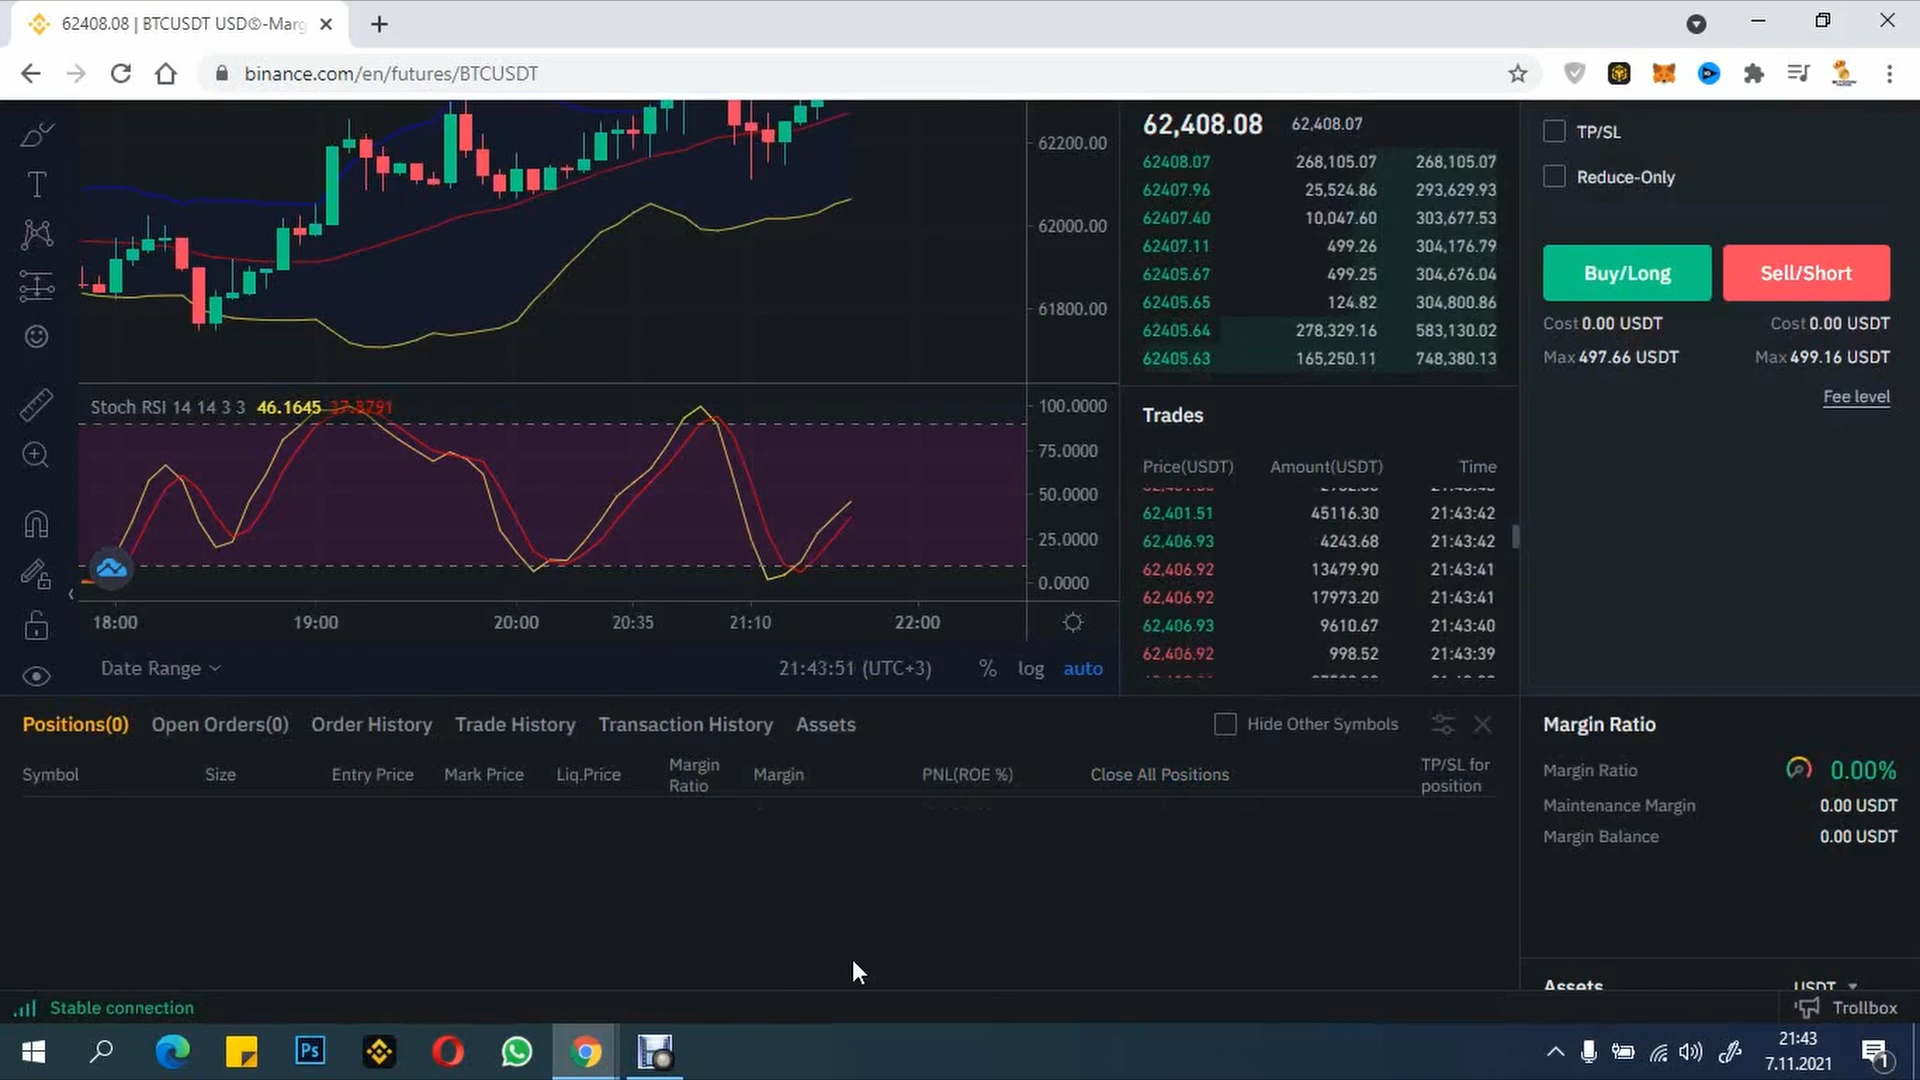 62408.08 | BTCUSDT USDⓈ-Marg
binance.com/en/futures/BTCUSDT
62200.00
62000.00
61800.00
Stoch RSI 14 14 3 3 46.1645 37.3791
100.0000
75.0000
50.0000
25.0000
0.0000
18:00 19:00 20:00 20:35 21:10 22:00
Date Range
21:43:51 (UTC+3) % log auto
62,408.08 62,408.07
62408.07 268,105.07 268,105.07
62407.96 25,524.86 293,629.93
62407.40 10,047.60 303,677.53
62407.11 499.26 304,176.79
62405.67 499.25 304,676.04
62405.65 124.82 304,800.86
62405.64 278,329.16 583,130.02
62405.63 165,250.11 748,380.13
Trades
Price(USDT) Amount(USDT) Time
62,401.51 45116.30 21:43:42
62,406.93 4243.68 21:43:42
62,406.92 13479.90 21:43:41
62,406.92 17973.20 21:43:41
62,406.93 9610.67 21:43:40
62,406.92 998.52 21:43:39
TP/SL
Reduce-Only
Buy/Long Sell/Short
Cost 0.00 USDT Cost 0.00 USDT
Max 497.66 USDT Max 499.16 USDT
Fee level
Positions(0) Open Orders(0) Order History Trade History Transaction History Assets Hide Other Symbols
Symbol Size Entry Price Mark Price Liq.Price Margin Ratio Margin PNL(ROE %) Close All Positions TP/SL for position
Margin Ratio
Margin Ratio 0.00%
Maintenance Margin 0.00 USDT
Margin Balance 0.00 USDT
Assets USDT
Stable connection
Trollbox
Ps
21:43
7.11.2021
1